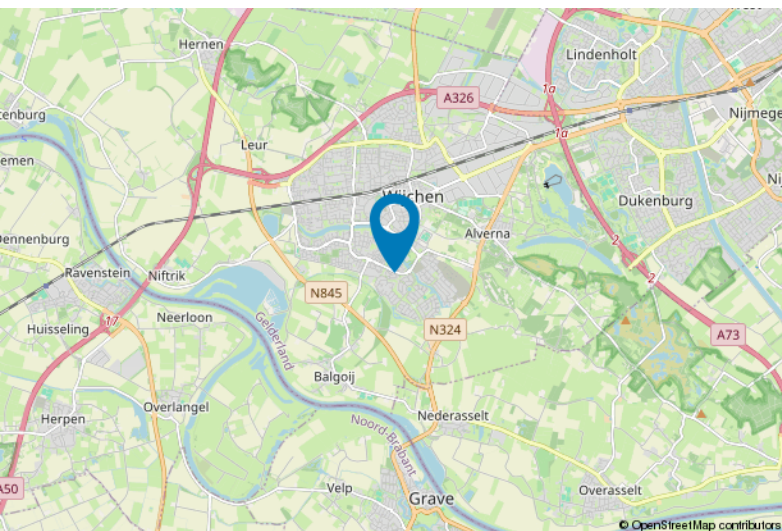 Hernen
Lindenholt
1a
A326
1a
Leur
Wijchen
Dukenburg
Alverna
2
2
Ravenstein
Niftrik
N845
Neerloon
17
Huisseling
Gelderland
N324
A73
Balgoij
Overlangel
Herpen
Nederasselt
Noord-Brabant
A50
Velp
Grave
Overasselt
© OpenStreetMap contributors